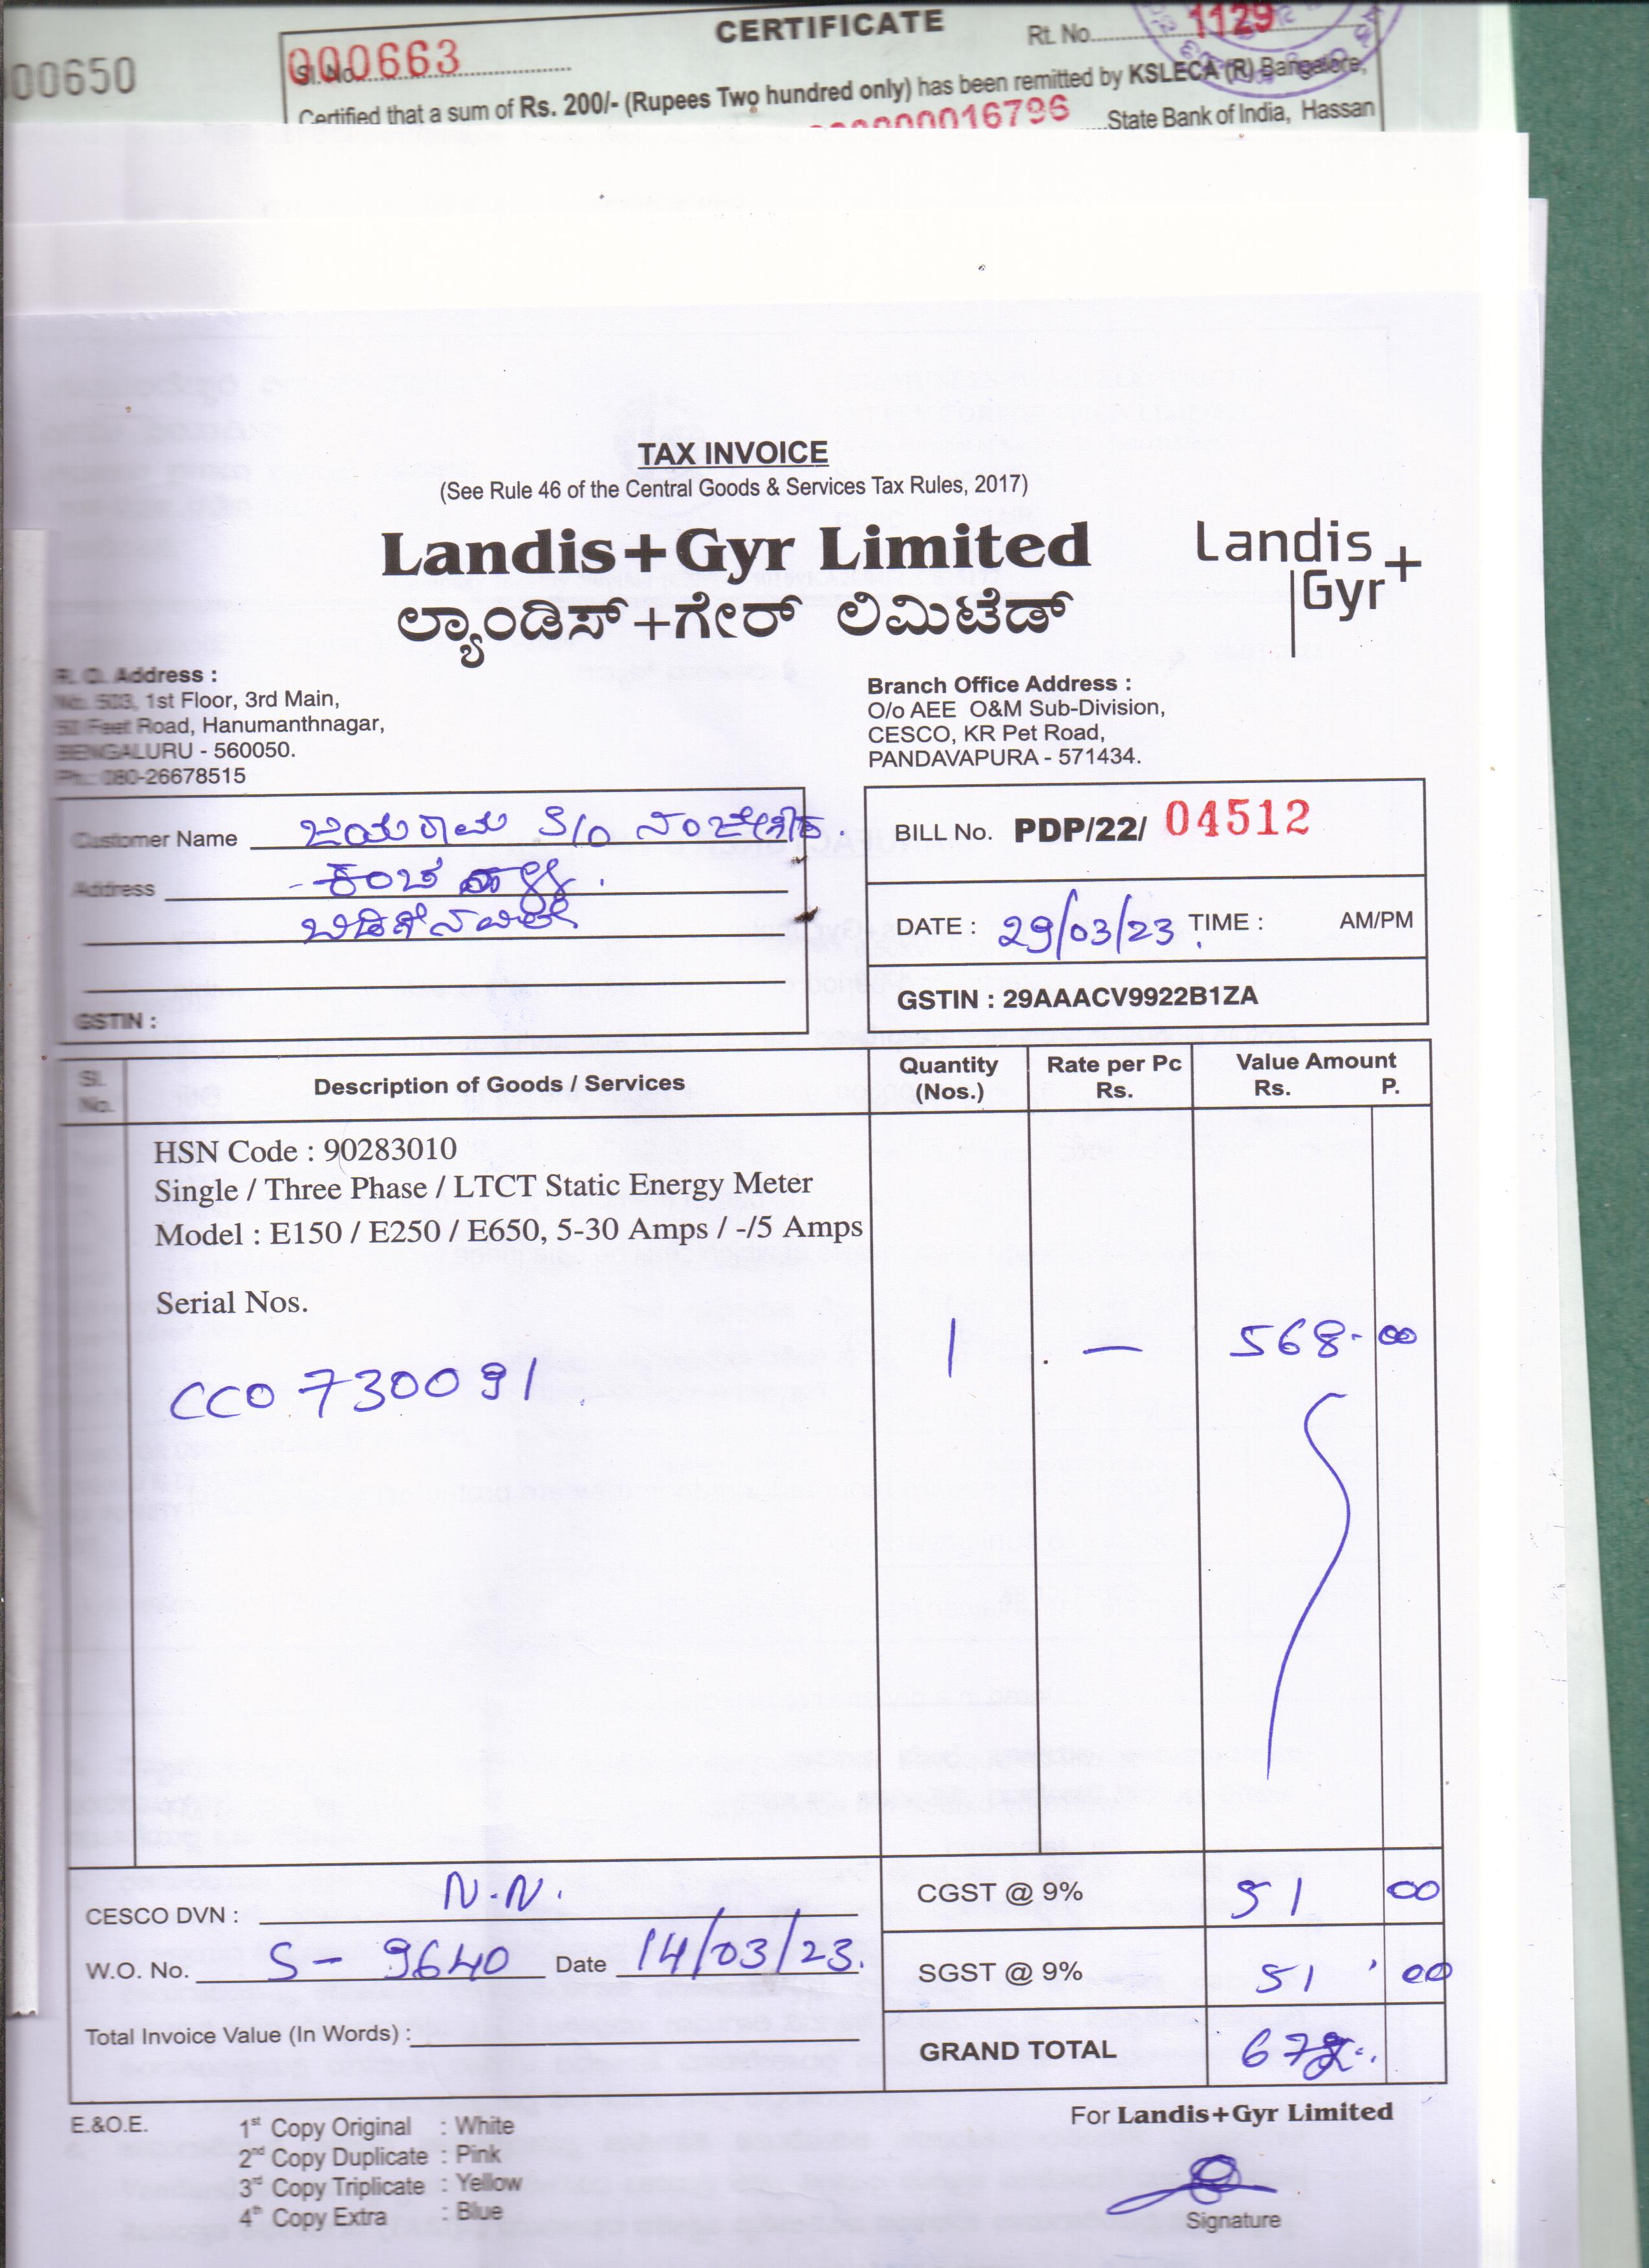 00650
CERTIFICATE
Sl. No. 000663
Rt. No. 1129
Certified that a sum of Rs. 200/- (Rupees Two hundred only) has been remitted by KSLECA (R) Bangalore,
16796 State Bank of India, Hassan
TAX INVOICE
(See Rule 46 of the Central Goods & Services Tax Rules, 2017)
Landis+Gyr Limited
Landis+
Gyr
ಲ್ಯಾಂಡಿಸ್+ಗೇರ್ ಲಿಮಿಟೆಡ್
R. O. Address :
No. 503, 1st Floor, 3rd Main,
50 Feet Road, Hanumanthnagar,
BENGALURU - 560050.
Ph.: 080-26678515
Branch Office Address :
O/o AEE O&M Sub-Division,
CESCO, KR Pet Road,
PANDAVAPURA - 571434.
Customer Name ಜಯರಾಮ S/o
Address
GSTIN :
BILL No. PDP/22/ 04512
DATE : 29/03/23 TIME : AM/PM
GSTIN : 29AAACV9922B1ZA
Sl. No. Description of Goods / Services Quantity (Nos.) Rate per Pc Rs. Value Amount Rs. P.
HSN Code : 90283010
Single / Three Phase / LTCT Static Energy Meter
Model : E150 / E250 / E650, 5-30 Amps / -/5 Amps
Serial Nos.
CC0730091 1 — 568-00
CESCO DVN : N.N.
CGST @ 9% 51 00
W.O. No. S- 9640 Date 14/03/23.
SGST @ 9% 51 00
Total Invoice Value (In Words) :
GRAND TOTAL
E.&O.E.
1st Copy Original : White
2nd Copy Duplicate : Pink
3rd Copy Triplicate : Yellow
4th Copy Extra : Blue
For Landis+Gyr Limited
Signature